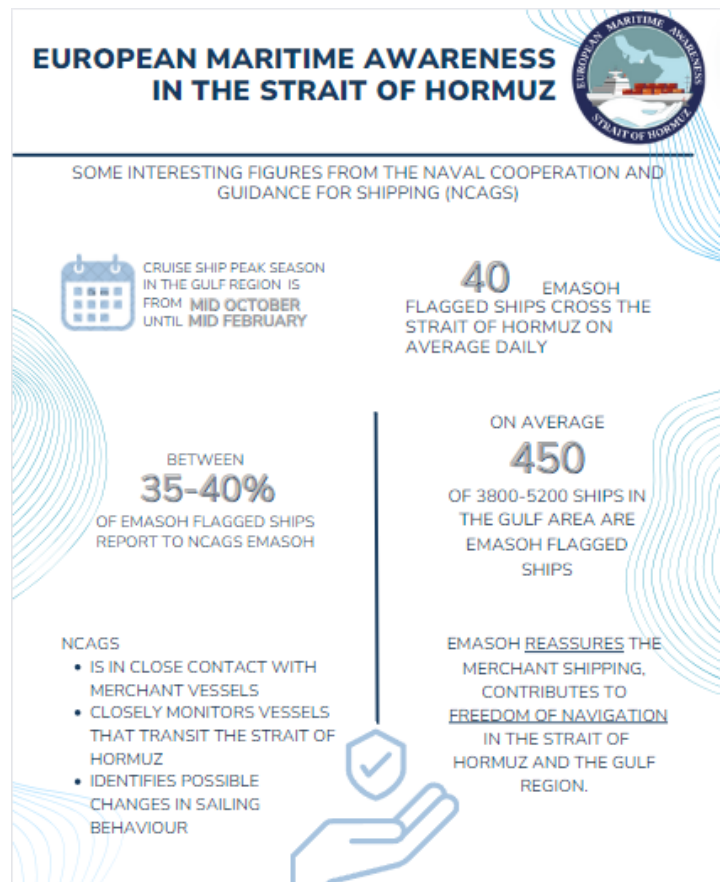 EUROPEAN MARITIME AWARENESS
IN THE STRAIT OF HORMUZ
EUROPEAN MARITIME AWARENESS
STRAIT OF HORMUZ
SOME INTERESTING FIGURES FROM THE NAVAL COOPERATION AND
GUIDANCE FOR SHIPPING (NCAGS)
CRUISE SHIP PEAK SEASON
IN THE GULF REGION IS
FROM MID OCTOBER
UNTIL MID FEBRUARY
40 EMASOH
FLAGGED SHIPS CROSS THE
STRAIT OF HORMUZ ON
AVERAGE DAILY
BETWEEN
35-40%
OF EMASOH FLAGGED SHIPS
REPORT TO NCAGS EMASOH
ON AVERAGE
450
OF 3800-5200 SHIPS IN
THE GULF AREA ARE
EMASOH FLAGGED
SHIPS
NCAGS
• IS IN CLOSE CONTACT WITH
MERCHANT VESSELS
• CLOSELY MONITORS VESSELS
THAT TRANSIT THE STRAIT OF
HORMUZ
• IDENTIFIES POSSIBLE
CHANGES IN SAILING
BEHAVIOUR
EMASOH REASSURES THE
MERCHANT SHIPPING,
CONTRIBUTES TO
FREEDOM OF NAVIGATION
IN THE STRAIT OF
HORMUZ AND THE GULF
REGION.